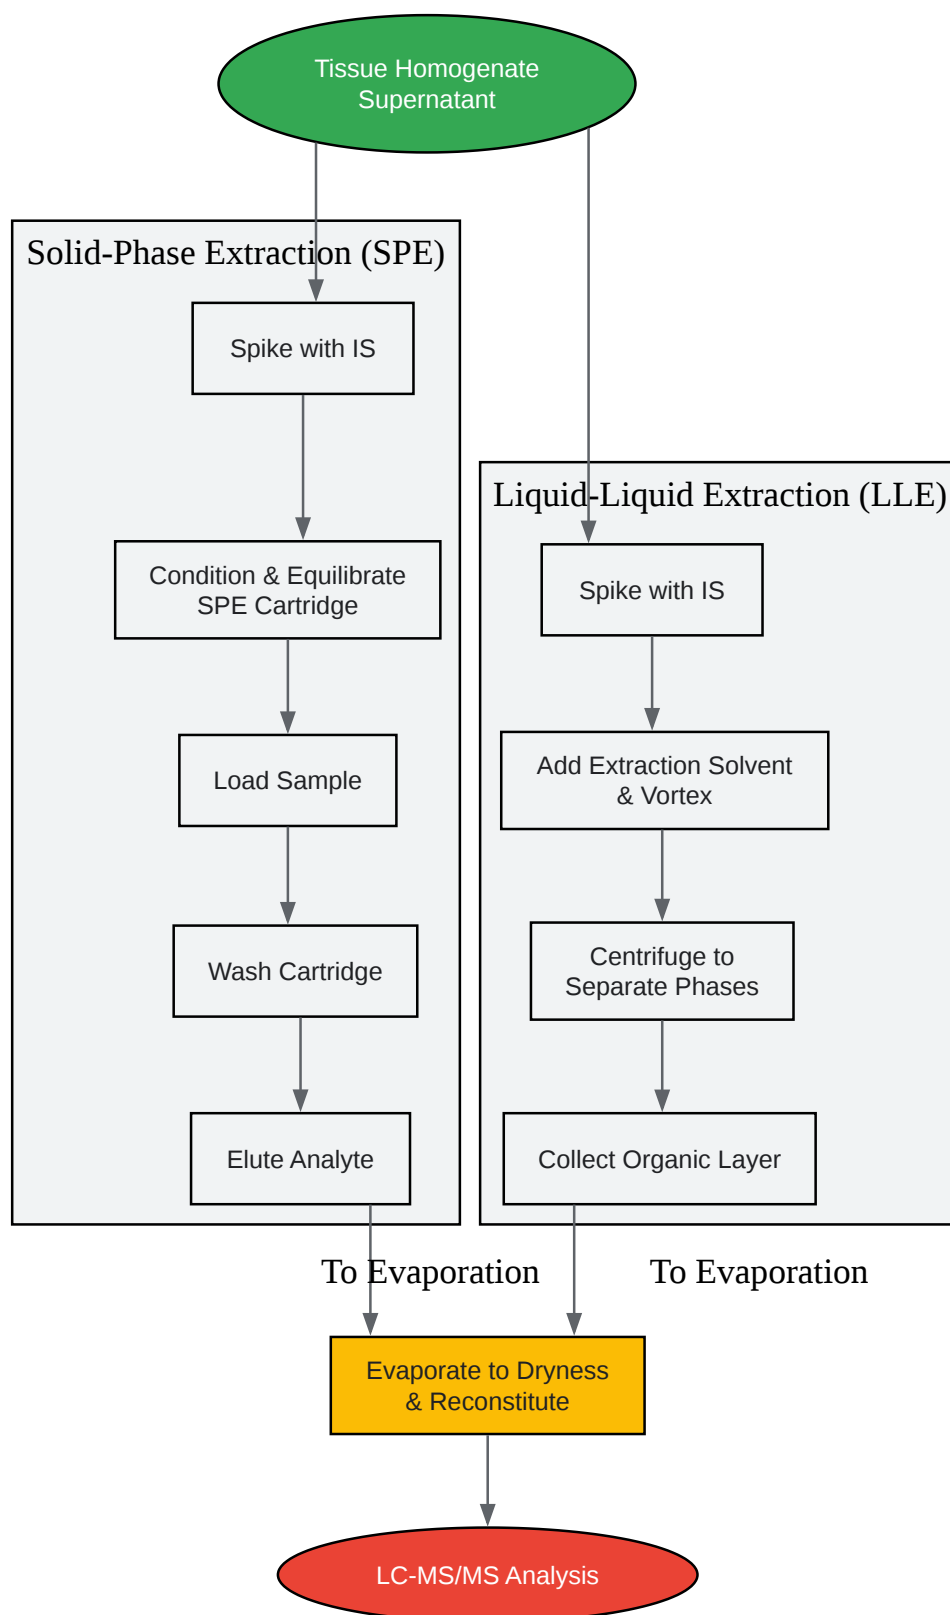 Tissue Homogenate
Supernatant
Solid-Phase Extraction (SPE)
Spike with IS
Condition & Equilibrate
SPE Cartridge
Load Sample
Wash Cartridge
Elute Analyte
Liquid-Liquid Extraction (LLE)
Spike with IS
Add Extraction Solvent
& Vortex
Centrifuge to
Separate Phases
Collect Organic Layer
To Evaporation
To Evaporation
Evaporate to Dryness
& Reconstitute
LC-MS/MS Analysis